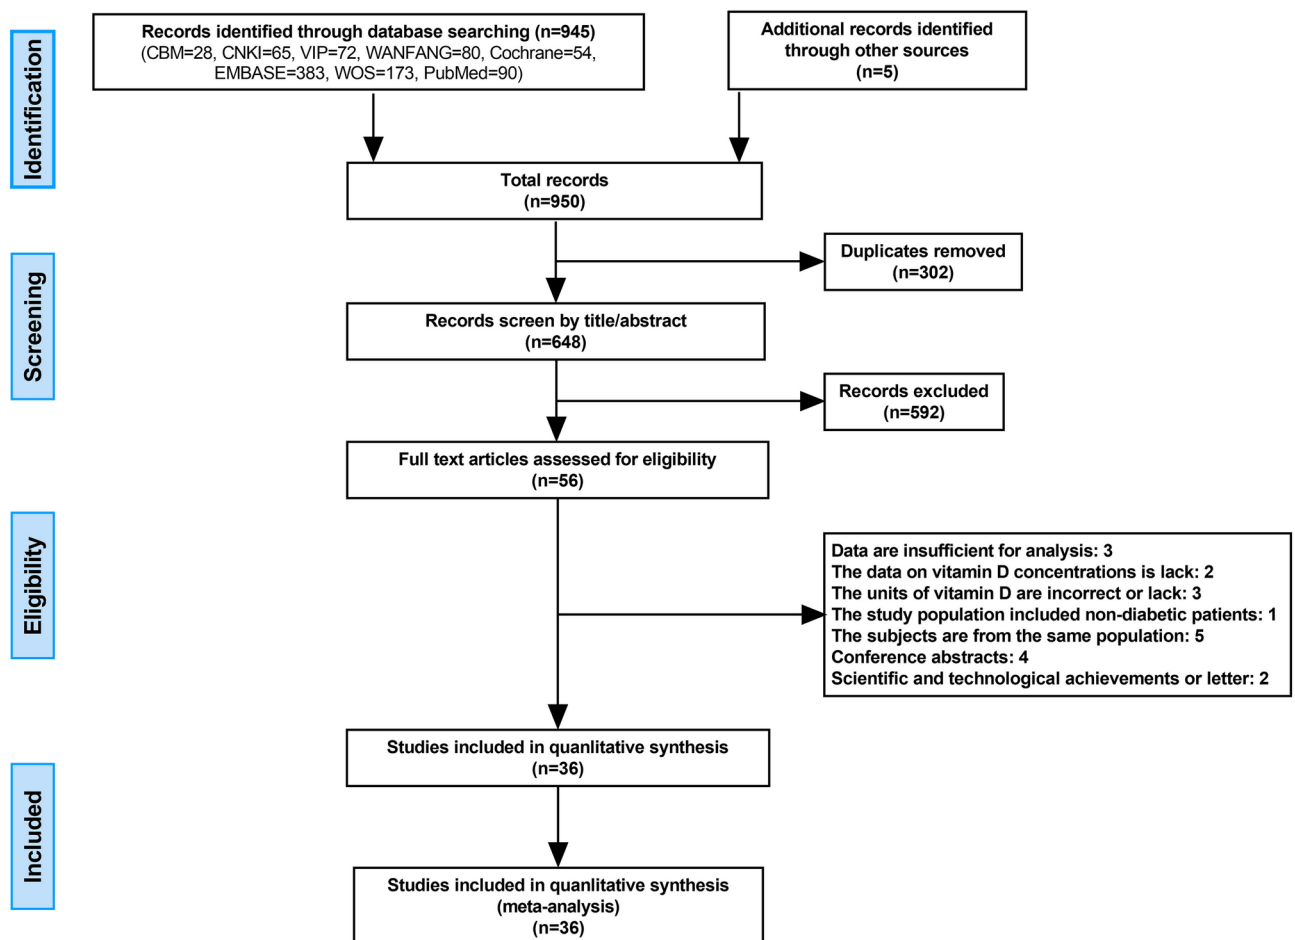 Identification
Records identified through database searching (n=945)
(CBM=28, CNKI=65, VIP=72, WANFANG=80, Cochrane=54,
EMBASE=383, WOS=173, PubMed=90)
Additional records identified
through other sources
(n=5)
Total records
(n=950)
Screening
Duplicates removed
(n=302)
Records screen by title/abstract
(n=648)
Records excluded
(n=592)
Full text articles assessed for eligibility
(n=56)
Eligibility
Data are insufficient for analysis: 3
The data on vitamin D concentrations is lack: 2
The units of vitamin D are incorrect or lack: 3
The study population included non-diabetic patients: 1
The subjects are from the same population: 5
Conference abstracts: 4
Scientific and technological achievements or letter: 2
Studies included in quanlitative synthesis
(n=36)
Included
Studies included in quanlitative synthesis
(meta-analysis)
(n=36)